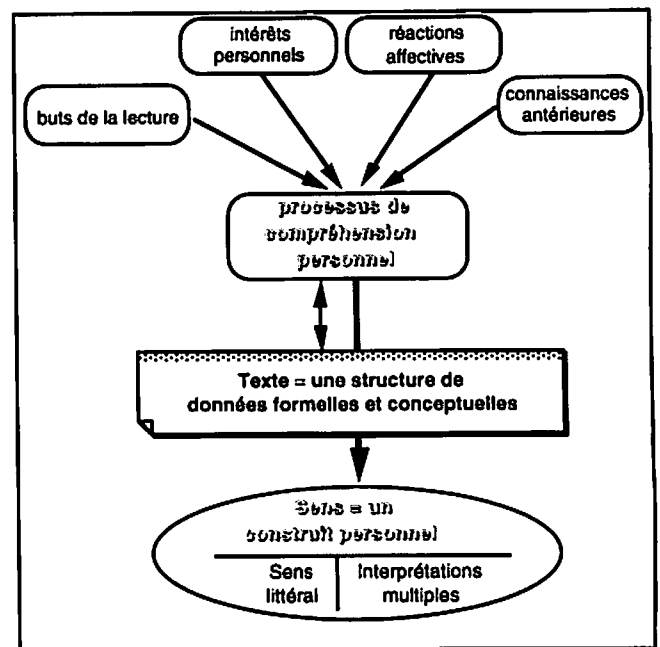 intérêts
personnels
réactions
affectives
buts de la lecture
connaissances
antérieures
processus de
compréhension
personnel
Texte = une structure de
données formelles et conceptuelles
Sens = un
construit personnel
Sens
littéral
Interprétations
multiples